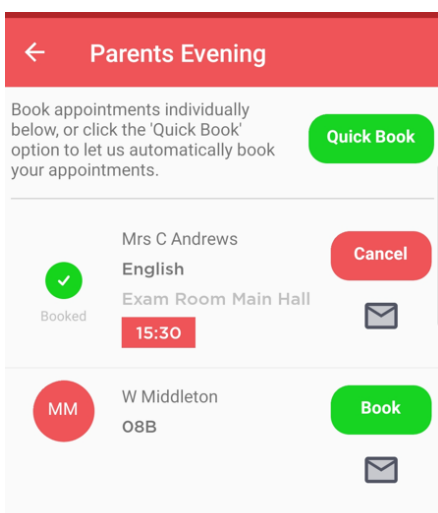 Parents Evening
Book appointments individually
below, or click the 'Quick Book'
option to let us automatically book
your appointments.
Quick Book
Mrs C Andrews
English
Exam Room Main Hall
15:30
Booked
Cancel
MM
W Middleton
08B
Book